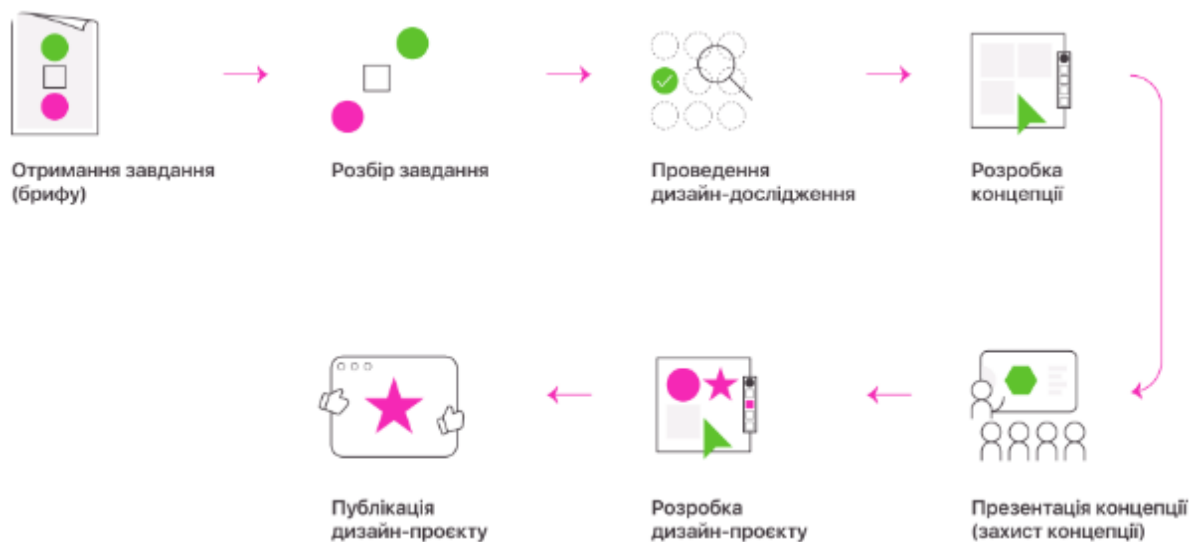 Отримання завдання
(брифу)
Розбір завдання
Проведення
дизайн-дослідження
Розробка
концепції
Презентація концепції
(захист концепції)
Розробка
дизайн-проєкту
Публікація
дизайн-проєкту